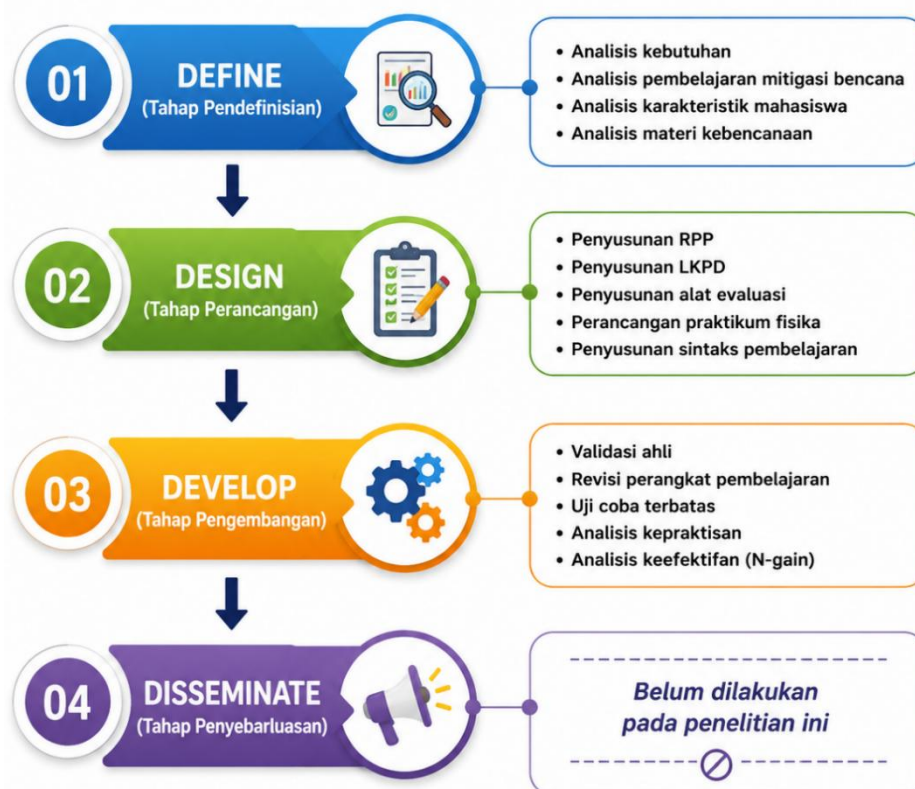 01
DEFINE
(Tahap Pendefinisian)
• Analisis kebutuhan
• Analisis pembelajaran mitigasi bencana
• Analisis karakteristik mahasiswa
• Analisis materi kebencanaan
02
DESIGN
(Tahap Perancangan)
• Penyusunan RPP
• Penyusunan LKPD
• Penyusunan alat evaluasi
• Perancangan praktikum fisika
• Penyusunan sintaks pembelajaran
03
DEVELOP
(Tahap Pengembangan)
• Validasi ahli
• Revisi perangkat pembelajaran
• Uji coba terbatas
• Analisis kepraktisan
• Analisis keefektifan (N-gain)
04
DISSEMINATE
(Tahap Penyebarluasan)
Belum dilakukan
pada penelitian ini